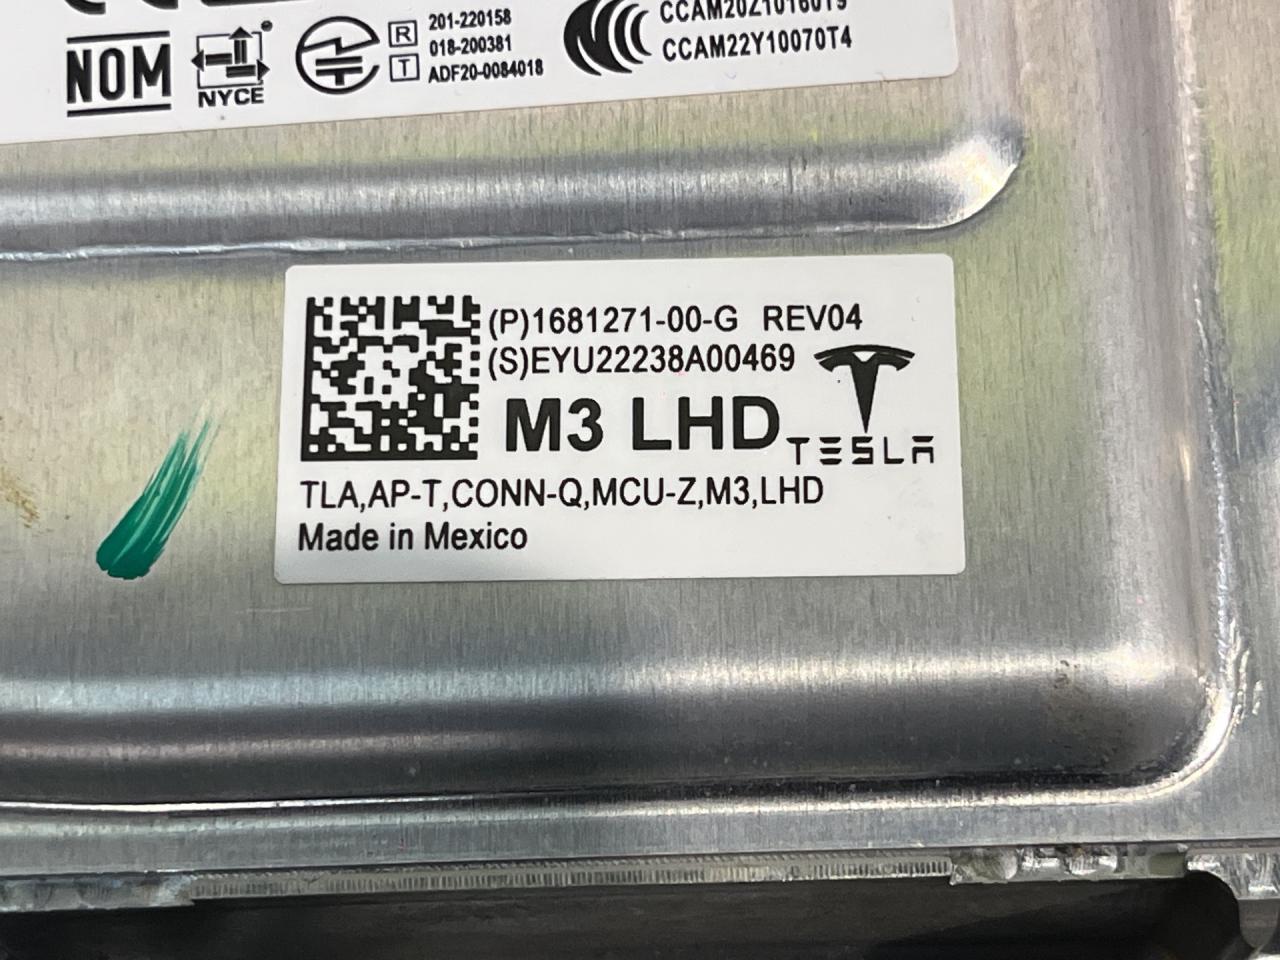 NOM
NYCE
R 201-220158
018-200381
T ADF20-0084018
CCAM22Y10070T4
(P)1681271-00-G REV04
(S)EYU22238A00469
M3 LHD
TESLA
TLA,AP-T,CONN-Q,MCU-Z,M3,LHD
Made in Mexico